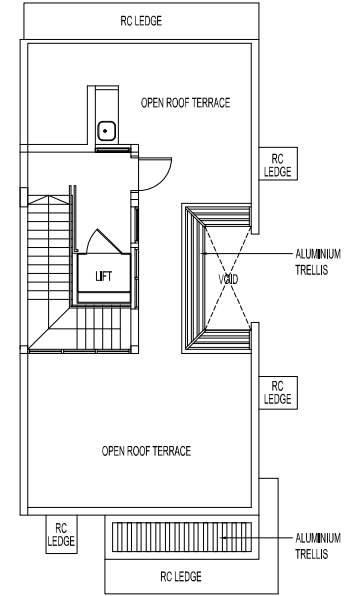 RC LEDGE
OPEN ROOF TERRACE
RC
LEDGE
ALUMINIUM
TRELLIS
LIFT
VOID
RC
LEDGE
OPEN ROOF TERRACE
RC
LEDGE
ALUMINIUM
TRELLIS
RC LEDGE